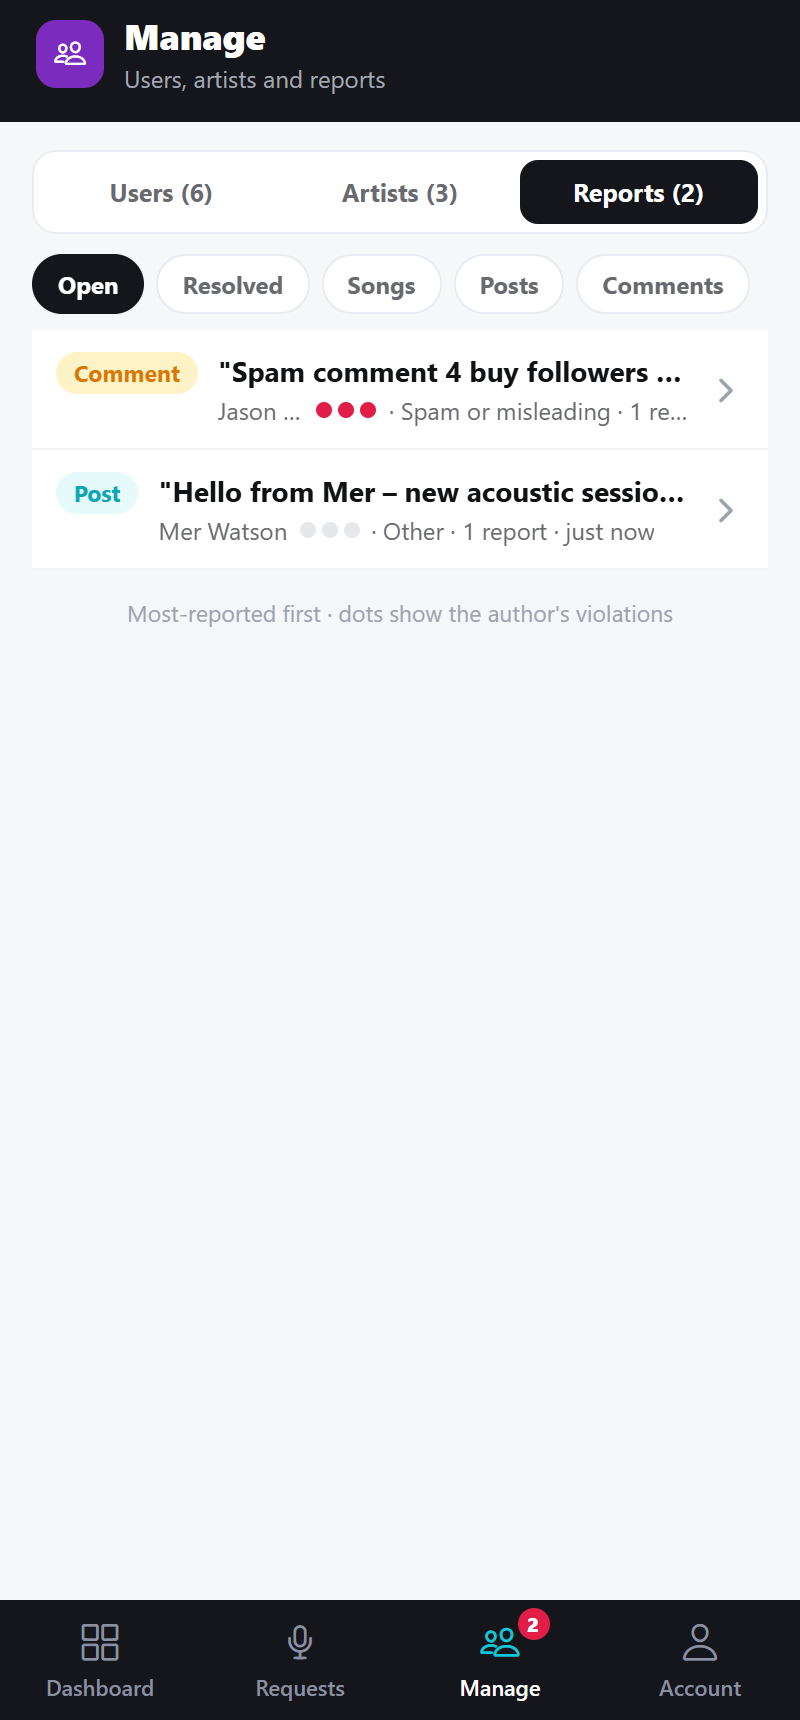 Manage
Users, artists and reports
Users (6) Artists (3) Reports (2)
Open Resolved Songs Posts Comments
Comment "Spam comment 4 buy followers ...
Jason ... · Spam or misleading · 1 re...
Post "Hello from Mer – new acoustic sessio...
Mer Watson · Other · 1 report · just now
Most-reported first · dots show the author's violations
2
Dashboard Requests Manage Account